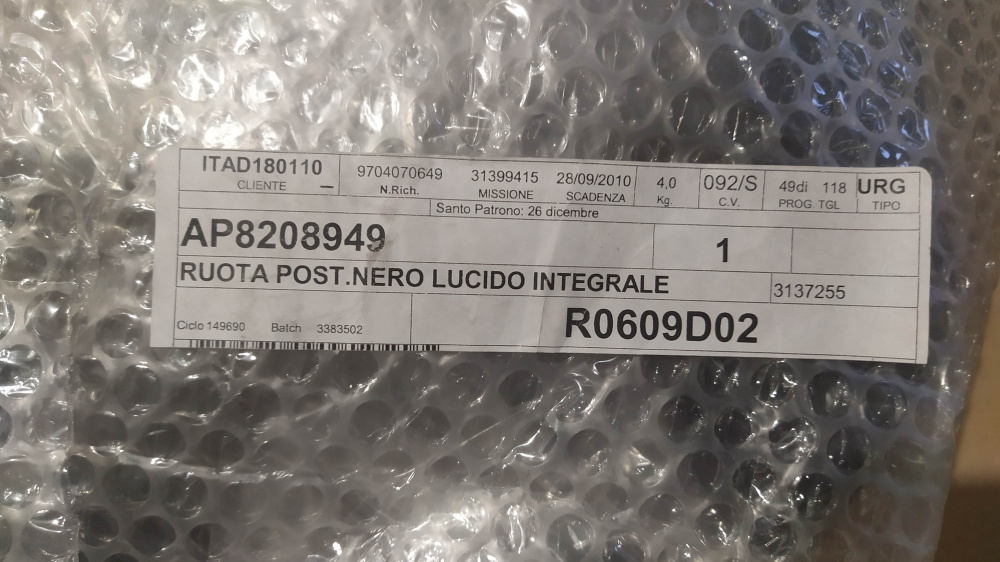 ITAD180110 9704070649 31399415 28/09/2010 4,0 092/S 49di 118 URG
CLIENTE N.Rich. MISSIONE SCADENZA Kg. C.V. PROG. TGL TIPO
Santo Patrono: 26 dicembre
AP8208949 1
RUOTA POST.NERO LUCIDO INTEGRALE 3137255
Ciclo 149690 Batch 3383502 R0609D02